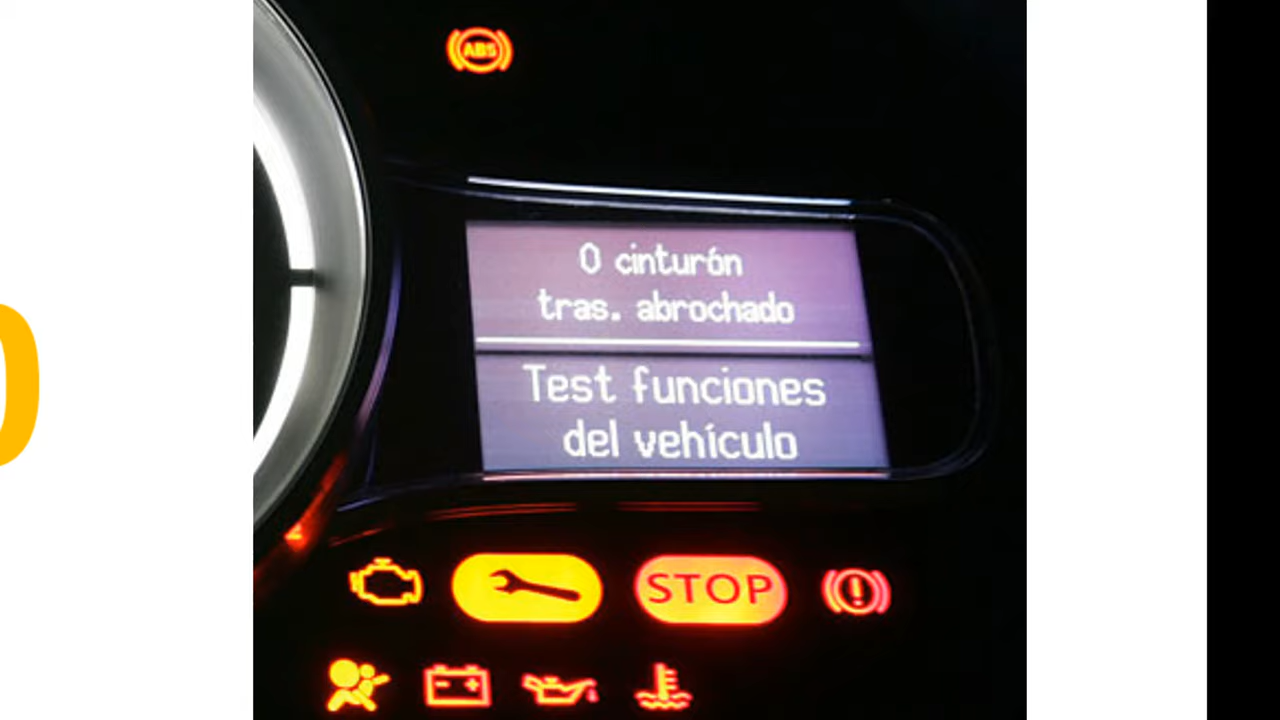 ABS
0 cinturón
tras. abrochado
Test funciones
del vehículo
STOP